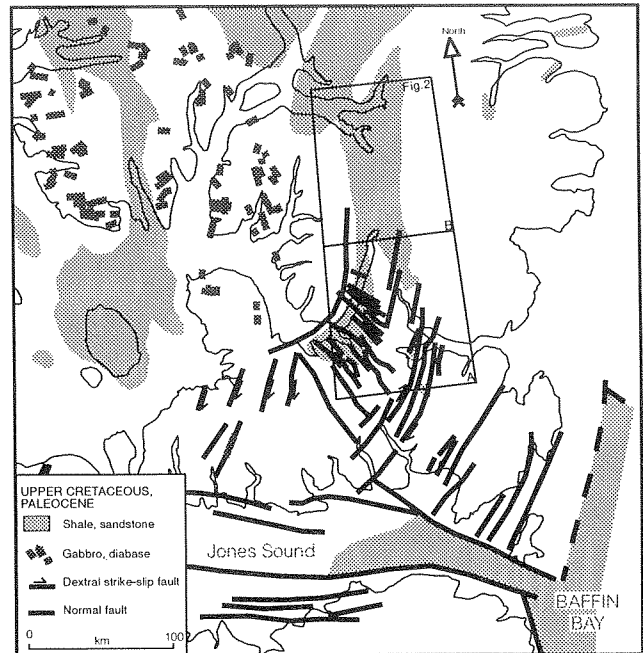 North
Fig.2
B
A
UPPER CRETACEOUS,
PALEOCENE
Shale, sandstone
Gabbro, diabase
Dextral strike-slip fault
Normal fault
0 km 100
Jones Sound
BAFFIN
BAY